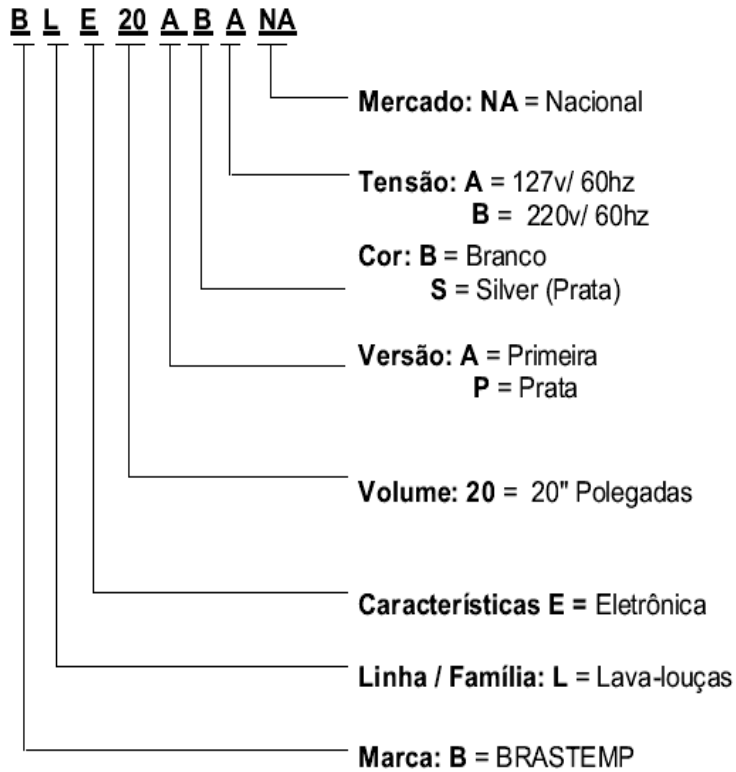 B L E 20 A B A NA
Mercado: NA = Nacional
Tensão: A = 127v/ 60hz
B = 220v/ 60hz
Cor: B = Branco
S = Silver (Prata)
Versão: A = Primeira
P = Prata
Volume: 20 = 20" Polegadas
Características E = Eletrônica
Linha / Família: L = Lava-louças
Marca: B = BRASTEMP